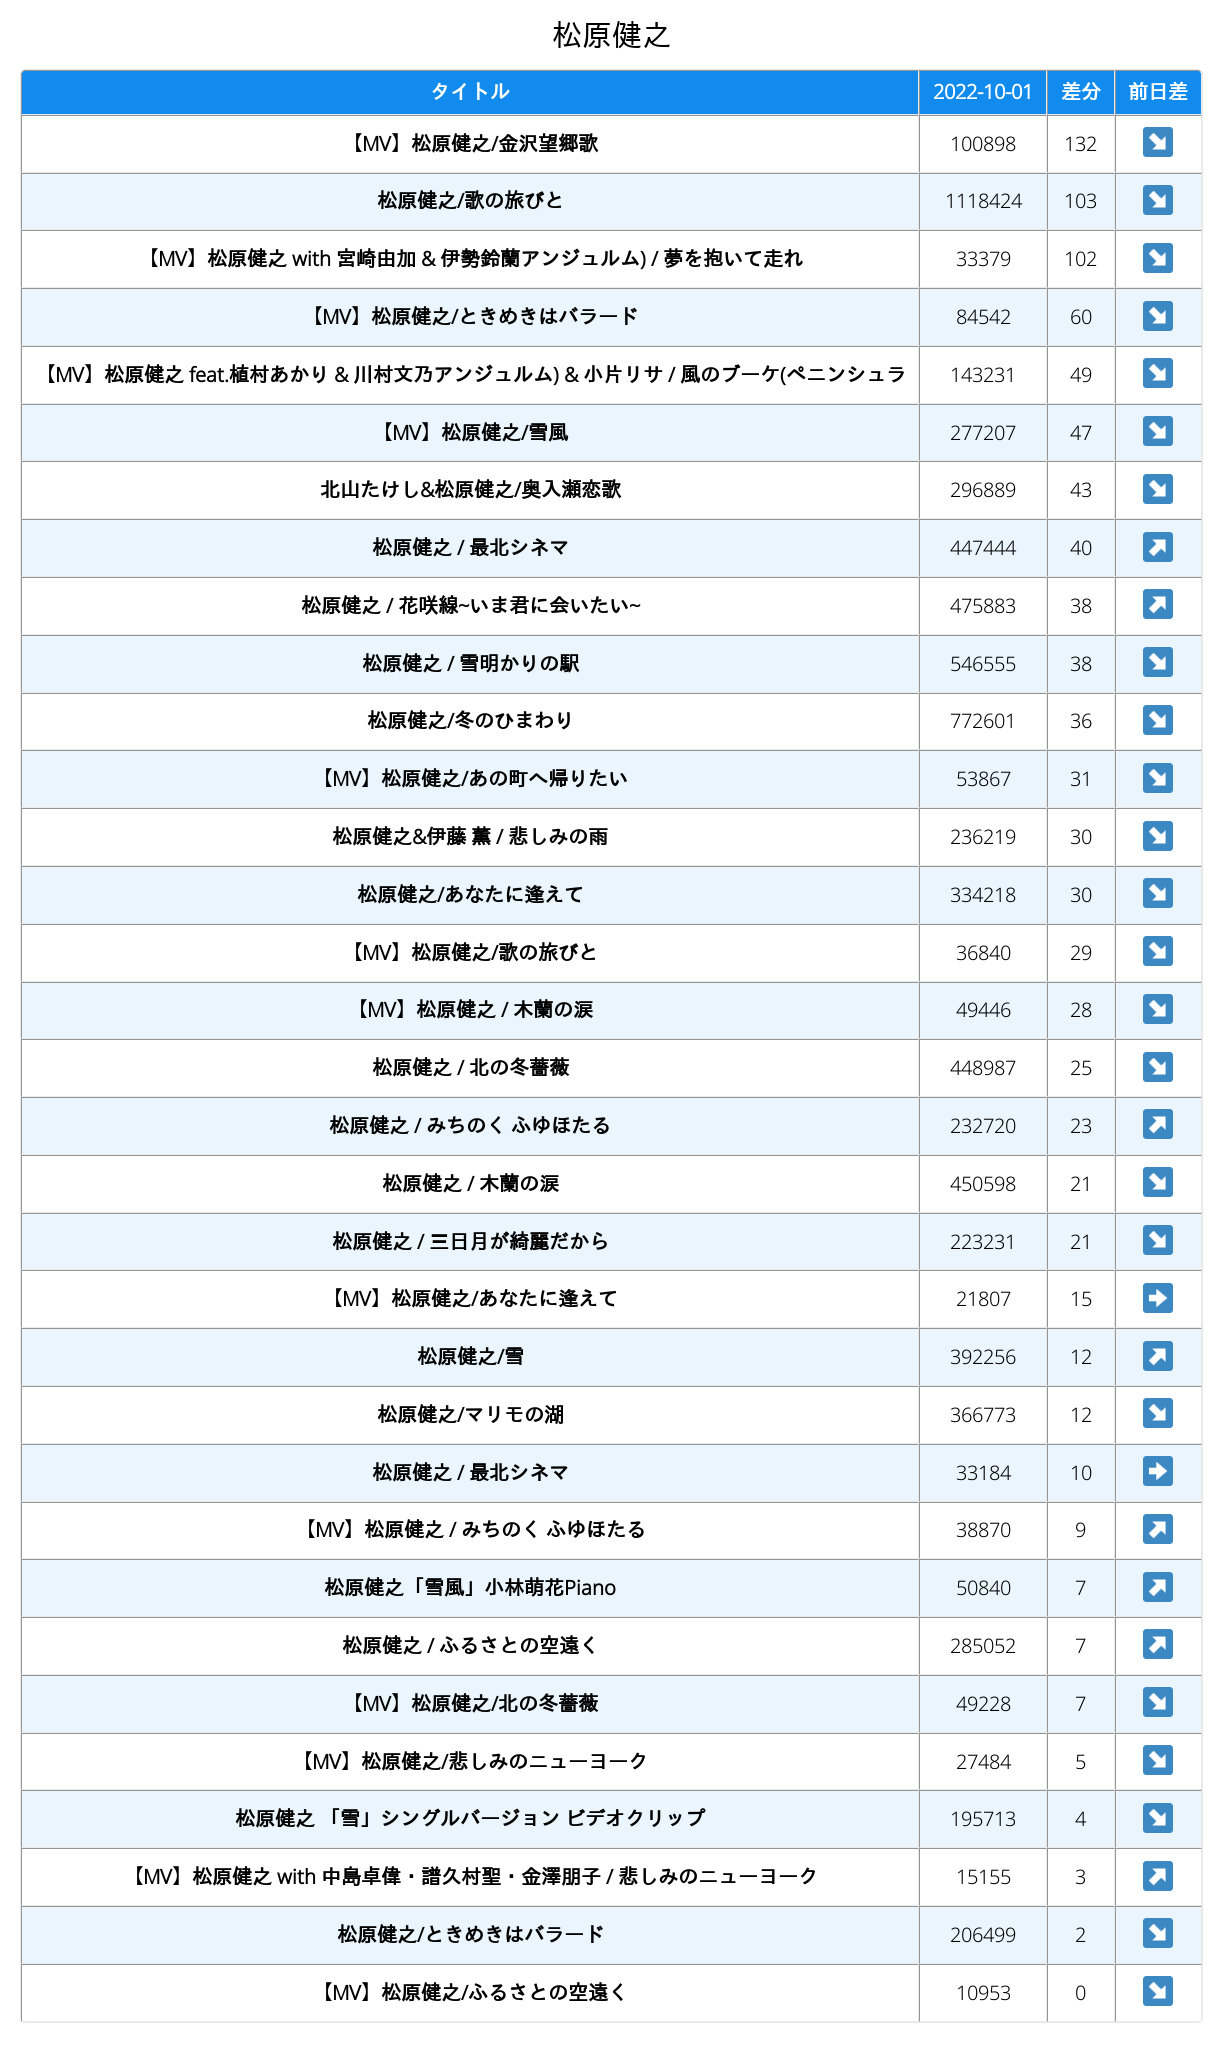 松原健之
タイトル 2022-10-01 差分 前日差
【MV】松原健之/金沢望郷歌 100898 132 ↘
松原健之/歌の旅びと 1118424 103 ↘
【MV】松原健之 with 宮崎由加 & 伊勢鈴蘭アンジュルム) / 夢を抱いて走れ 33379 102 ↘
【MV】松原健之/ときめきはバラード 84542 60 ↘
【MV】松原健之 feat.植村あかり & 川村文乃アンジュルム) & 小片リサ / 風のブーケ(ペニンシュラ 143231 49 ↘
【MV】松原健之/雪風 277207 47 ↘
北山たけし&松原健之/奥入瀬恋歌 296889 43 ↘
松原健之 / 最北シネマ 447444 40 ↗
松原健之 / 花咲線~いま君に会いたい~ 475883 38 ↗
松原健之 / 雪明かりの駅 546555 38 ↘
松原健之/冬のひまわり 772601 36 ↘
【MV】松原健之/あの町へ帰りたい 53867 31 ↘
松原健之&伊藤 薫 / 悲しみの雨 236219 30 ↘
松原健之/あなたに逢えて 334218 30 ↘
【MV】松原健之/歌の旅びと 36840 29 ↘
【MV】松原健之 / 木蘭の涙 49446 28 ↘
松原健之 / 北の冬薔薇 448987 25 ↘
松原健之 / みちのく ふゆほたる 232720 23 ↗
松原健之 / 木蘭の涙 450598 21 ↘
松原健之 / 三日月が綺麗だから 223231 21 ↘
【MV】松原健之/あなたに逢えて 21807 15 ➡
松原健之/雪 392256 12 ↗
松原健之/マリモの湖 366773 12 ↘
松原健之 / 最北シネマ 33184 10 ➡
【MV】松原健之 / みちのく ふゆほたる 38870 9 ↗
松原健之「雪風」小林萌花Piano 50840 7 ↗
松原健之 / ふるさとの空遠く 285052 7 ↗
【MV】松原健之/北の冬薔薇 49228 7 ↘
【MV】松原健之/悲しみのニューヨーク 27484 5 ↘
松原健之 「雪」シングルバージョン ビデオクリップ 195713 4 ↘
【MV】松原健之 with 中島卓偉・譜久村聖・金澤朋子 / 悲しみのニューヨーク 15155 3 ↗
松原健之/ときめきはバラード 206499 2 ↘
【MV】松原健之/ふるさとの空遠く 10953 0 ↘